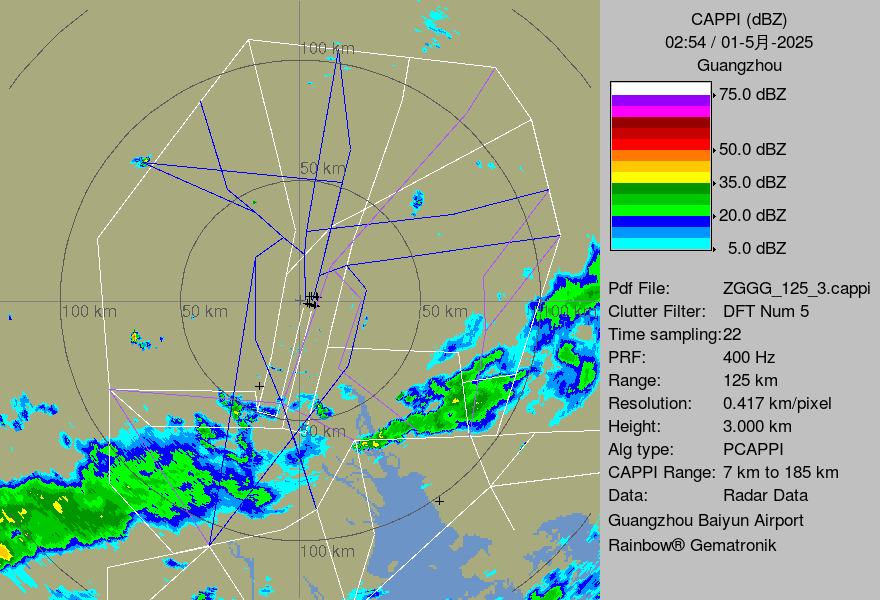 CAPPI (dBZ)
02:54 / 01-5月-2025
Guangzhou
75.0 dBZ
50.0 dBZ
35.0 dBZ
20.0 dBZ
5.0 dBZ
Pdf File: ZGGG_125_3.cappi
Clutter Filter: DFT Num 5
Time sampling:22
PRF: 400 Hz
Range: 125 km
Resolution: 0.417 km/pixel
Height: 3.000 km
Alg type: PCAPPI
CAPPI Range: 7 km to 185 km
Data: Radar Data
Guangzhou Baiyun Airport
Rainbow® Gematronik
100 km
50 km
100 km
50 km
50 km
100 km
50 km
100 km